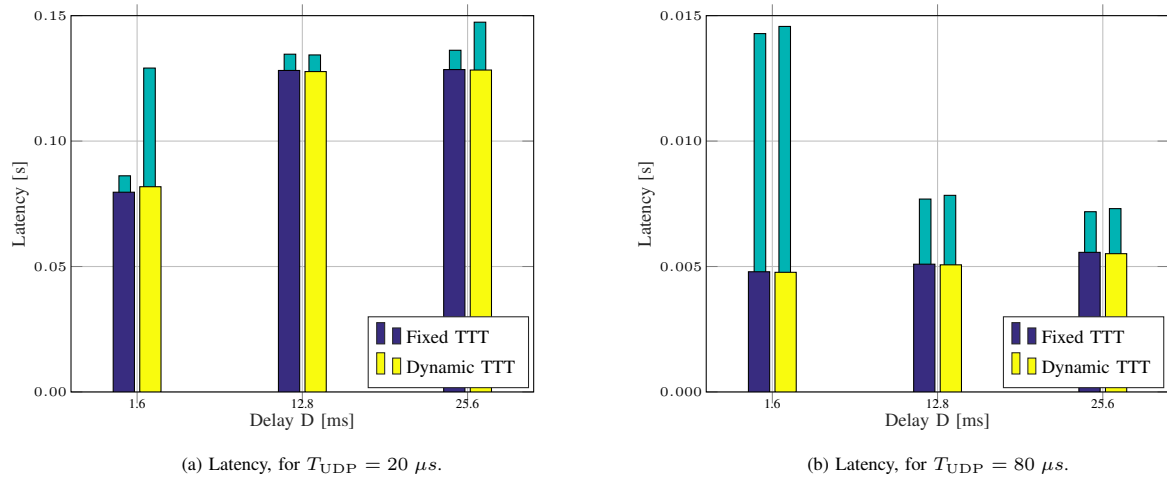 0.15
0.10
0.05
0.00
Latency [s]
1.6 12.8 25.6
Delay D [ms]
Fixed TTT
Dynamic TTT
(a) Latency, for T_UDP = 20 μs.
0.015
0.010
0.005
0.000
Latency [s]
1.6 12.8 25.6
Delay D [ms]
Fixed TTT
Dynamic TTT
(b) Latency, for T_UDP = 80 μs.